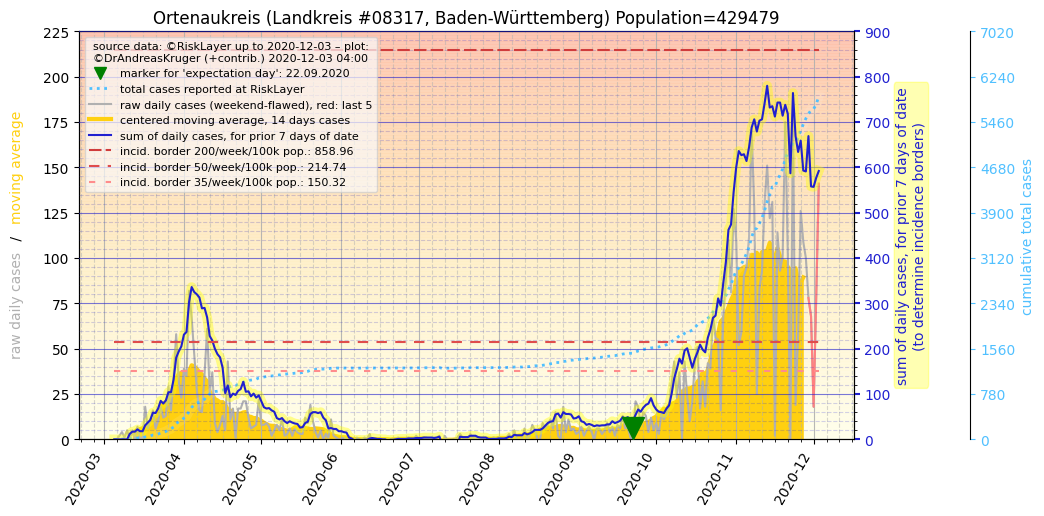 Ortenaukreis (Landkreis #08317, Baden-Württemberg) Population=429479
source data: ©RiskLayer up to 2020-12-03 – plot:
©DrAndreasKruger (+contrib.) 2020-12-03 04:00
marker for 'expectation day': 22.09.2020
total cases reported at RiskLayer
raw daily cases (weekend-flawed), red: last 5
centered moving average, 14 days cases
sum of daily cases, for prior 7 days of date
incid. border 200/week/100k pop.: 858.96
incid. border 50/week/100k pop.: 214.74
incid. border 35/week/100k pop.: 150.32
raw daily cases / moving average
225
200
175
150
125
100
75
50
25
0
2020-03
2020-04
2020-05
2020-06
2020-07
2020-08
2020-09
2020-10
2020-11
2020-12
900
800
700
600
500
400
300
200
100
0
sum of daily cases, for prior 7 days of date
(to determine incidence borders)
7020
6240
5460
4680
3900
3120
2340
1560
780
0
cumulative total cases